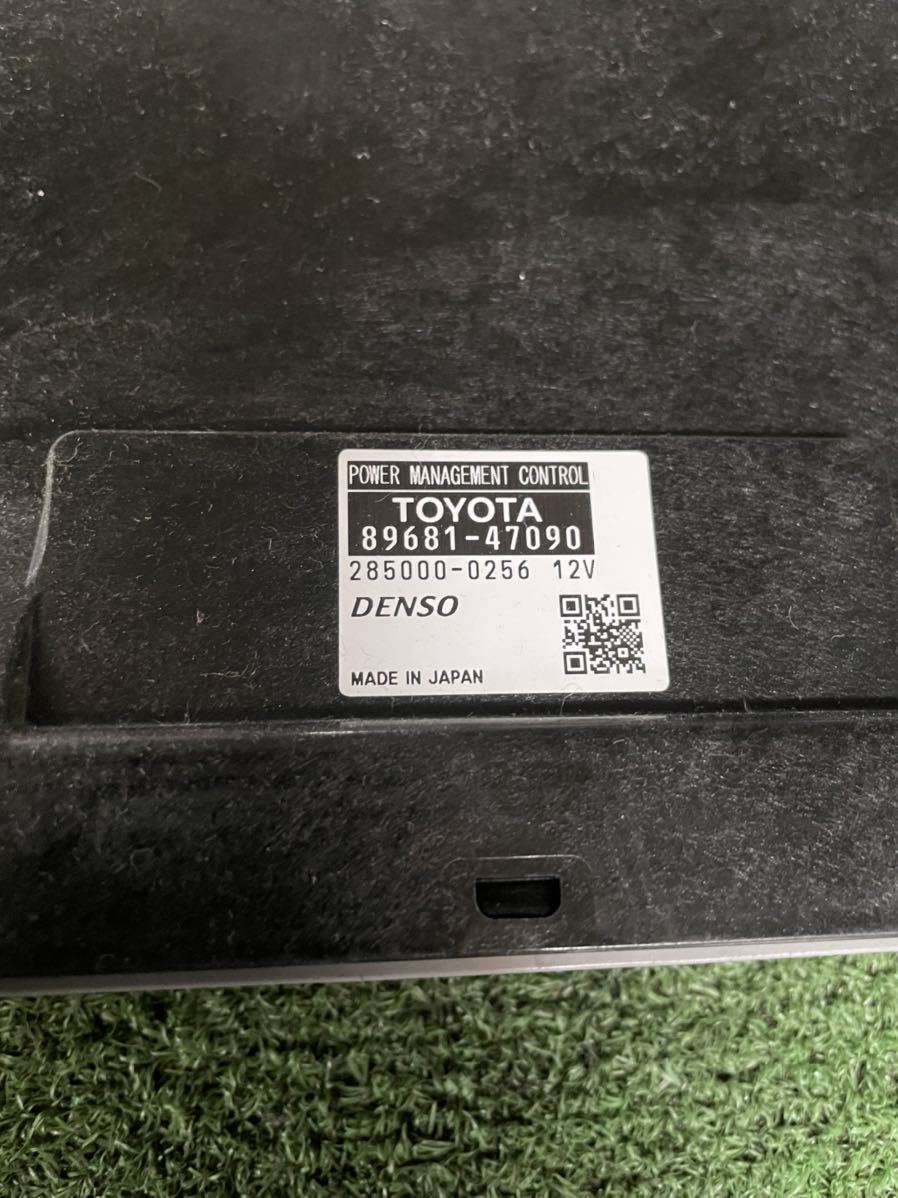 POWER MANAGEMENT CONTROL
TOYOTA
89681-47090
285000-0256 12V
DENSO
MADE IN JAPAN